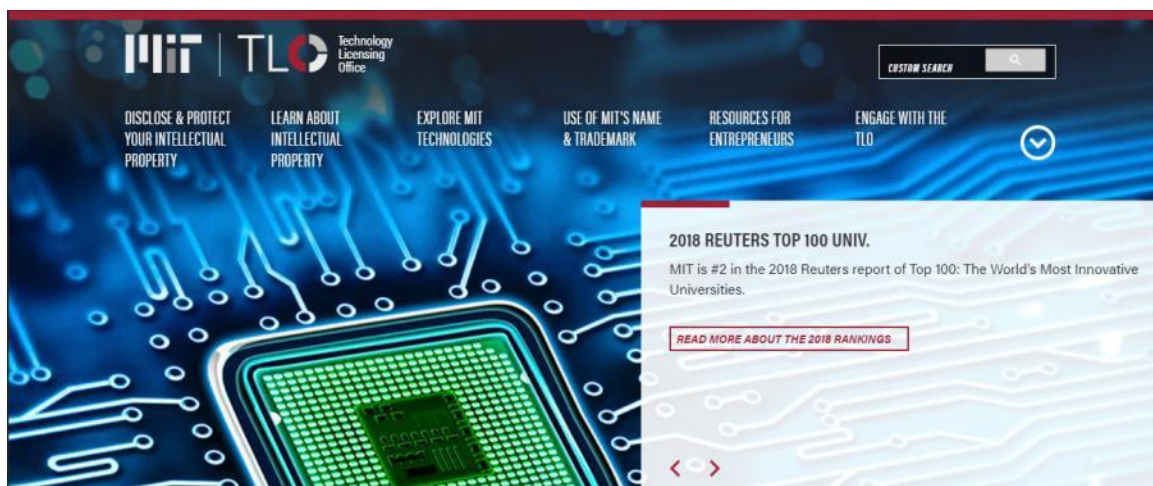 MIT
TLO
Technology
Licensing
Office
CUSTOM SEARCH
DISCLOSE & PROTECT
YOUR INTELLECTUAL
PROPERTY
LEARN ABOUT
INTELLECTUAL
PROPERTY
EXPLORE MIT
TECHNOLOGIES
USE OF MIT'S NAME
& TRADEMARK
RESOURCES FOR
ENTREPRENEURS
ENGAGE WITH THE
TLO
2018 REUTERS TOP 100 UNIV.
MIT is #2 in the 2018 Reuters report of Top 100: The World's Most Innovative
Universities.
READ MORE ABOUT THE 2018 RANKINGS